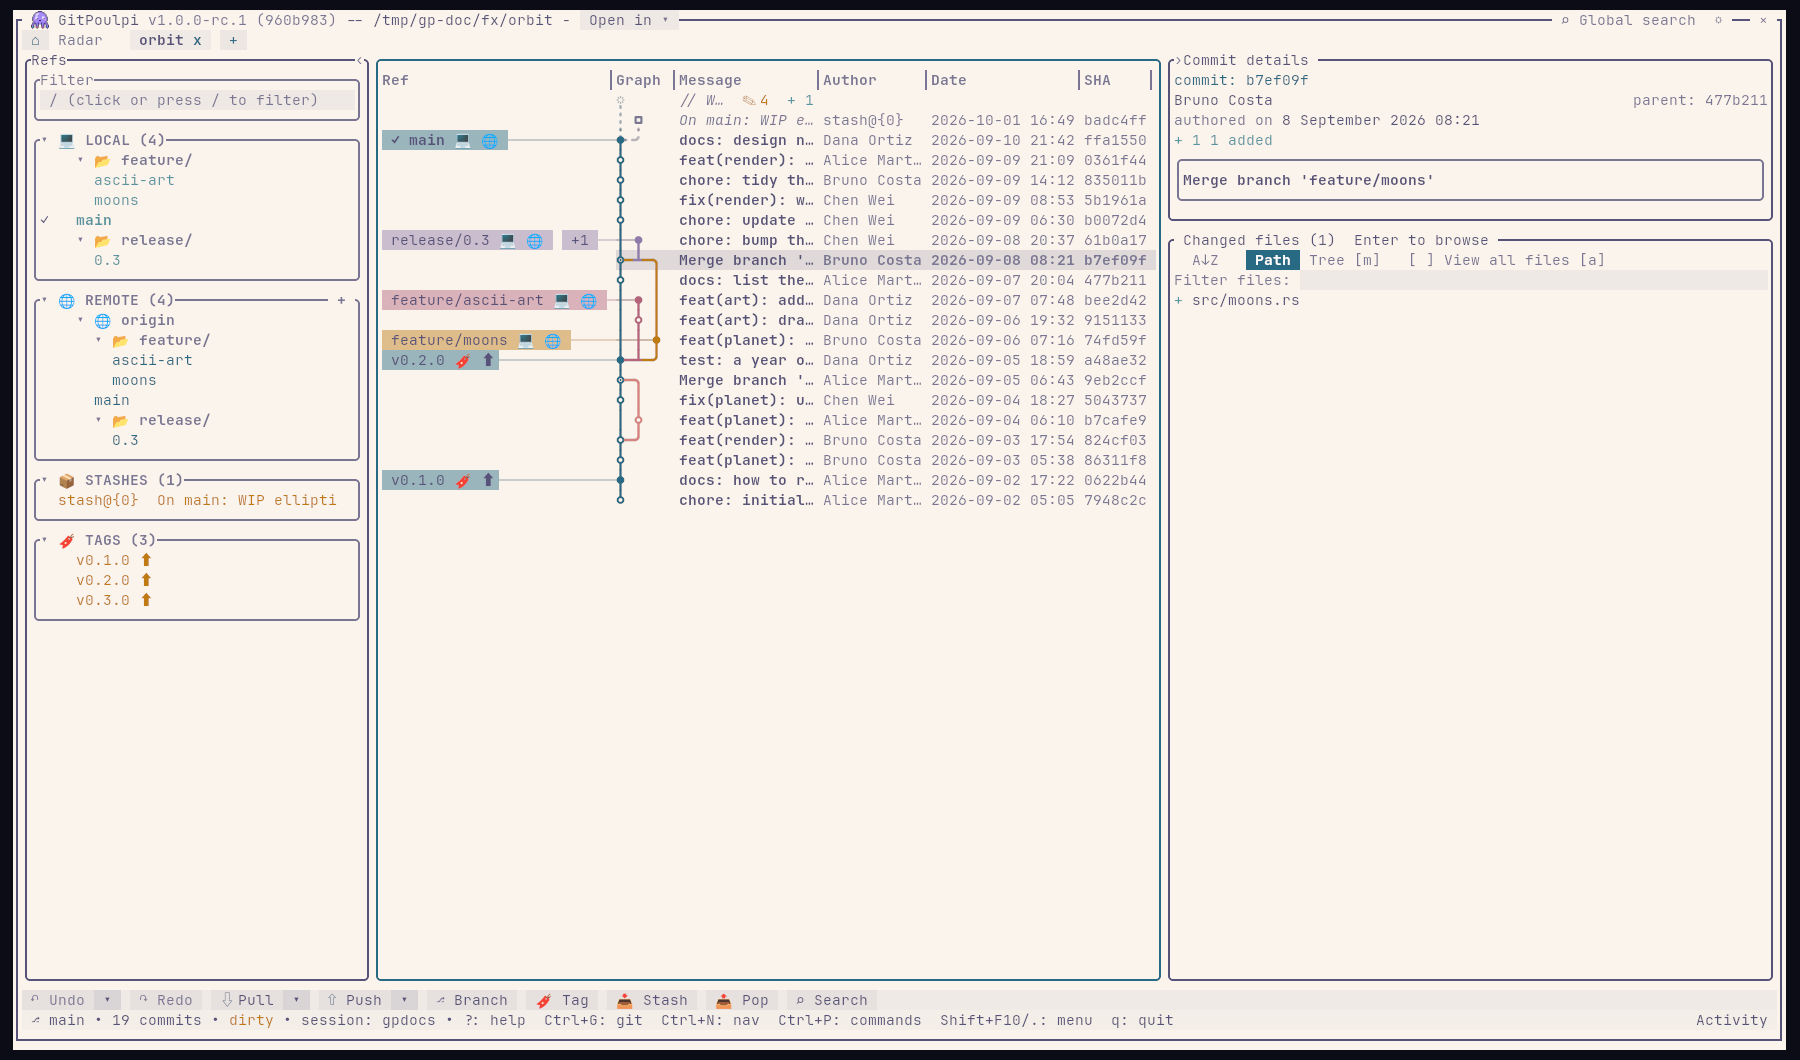 GitPoulpi v1.0.0-rc.1 (960b983) -- /tmp/gp-doc/fx/orbit - Open in ▾ ⌕ Global search ×
⌂ Radar orbit x +
Refs ‹
Filter
/ (click or press / to filter)
▾ LOCAL (4)
▾ feature/
ascii-art
moons
✓ main
▾ release/
0.3
▾ REMOTE (4) +
▾ origin
▾ feature/
ascii-art
moons
main
▾ release/
0.3
▾ STASHES (1)
stash@{0} On main: WIP ellipti
▾ TAGS (3)
v0.1.0 ⬆
v0.2.0 ⬆
v0.3.0 ⬆
Ref Graph Message Author Date SHA
// W… ✎4 + 1
On main: WIP e… stash@{0} 2026-10-01 16:49 badc4ff
✓ main docs: design n… Dana Ortiz 2026-09-10 21:42 ffa1550
feat(render): … Alice Mart… 2026-09-09 21:09 0361f44
chore: tidy th… Bruno Costa 2026-09-09 14:12 835011b
fix(render): w… Chen Wei 2026-09-09 08:53 5b1961a
chore: update … Chen Wei 2026-09-09 06:30 b0072d4
release/0.3 +1 chore: bump th… Chen Wei 2026-09-08 20:37 61b0a17
Merge branch '… Bruno Costa 2026-09-08 08:21 b7ef09f
docs: list the… Alice Mart… 2026-09-07 20:04 477b211
feature/ascii-art feat(art): add… Dana Ortiz 2026-09-07 07:48 bee2d42
feat(art): dra… Dana Ortiz 2026-09-06 19:32 9151133
feature/moons feat(planet): … Bruno Costa 2026-09-06 07:16 74fd59f
v0.2.0 ⬆ test: a year o… Dana Ortiz 2026-09-05 18:59 a48ae32
Merge branch '… Alice Mart… 2026-09-05 06:43 9eb2ccf
fix(planet): u… Chen Wei 2026-09-04 18:27 5043737
feat(planet): … Alice Mart… 2026-09-04 06:10 b7cafe9
feat(render): … Bruno Costa 2026-09-03 17:54 824cf03
feat(planet): … Bruno Costa 2026-09-03 05:38 86311f8
v0.1.0 ⬆ docs: how to r… Alice Mart… 2026-09-02 17:22 0622b44
chore: initial… Alice Mart… 2026-09-02 05:05 7948c2c
›Commit details
commit: b7ef09f
Bruno Costa parent: 477b211
authored on 8 September 2026 08:21
+ 1 1 added
Merge branch 'feature/moons'
Changed files (1) Enter to browse
A↓Z Path Tree [m] [ ] View all files [a]
Filter files:
+ src/moons.rs
↶ Undo ▾ ↷ Redo ⇩Pull ▾ ⇧ Push ▾ ⎇ Branch Tag Stash Pop ⌕ Search
⎇ main • 19 commits • dirty • session: gpdocs • ?: help Ctrl+G: git Ctrl+N: nav Ctrl+P: commands Shift+F10/.: menu q: quit Activity